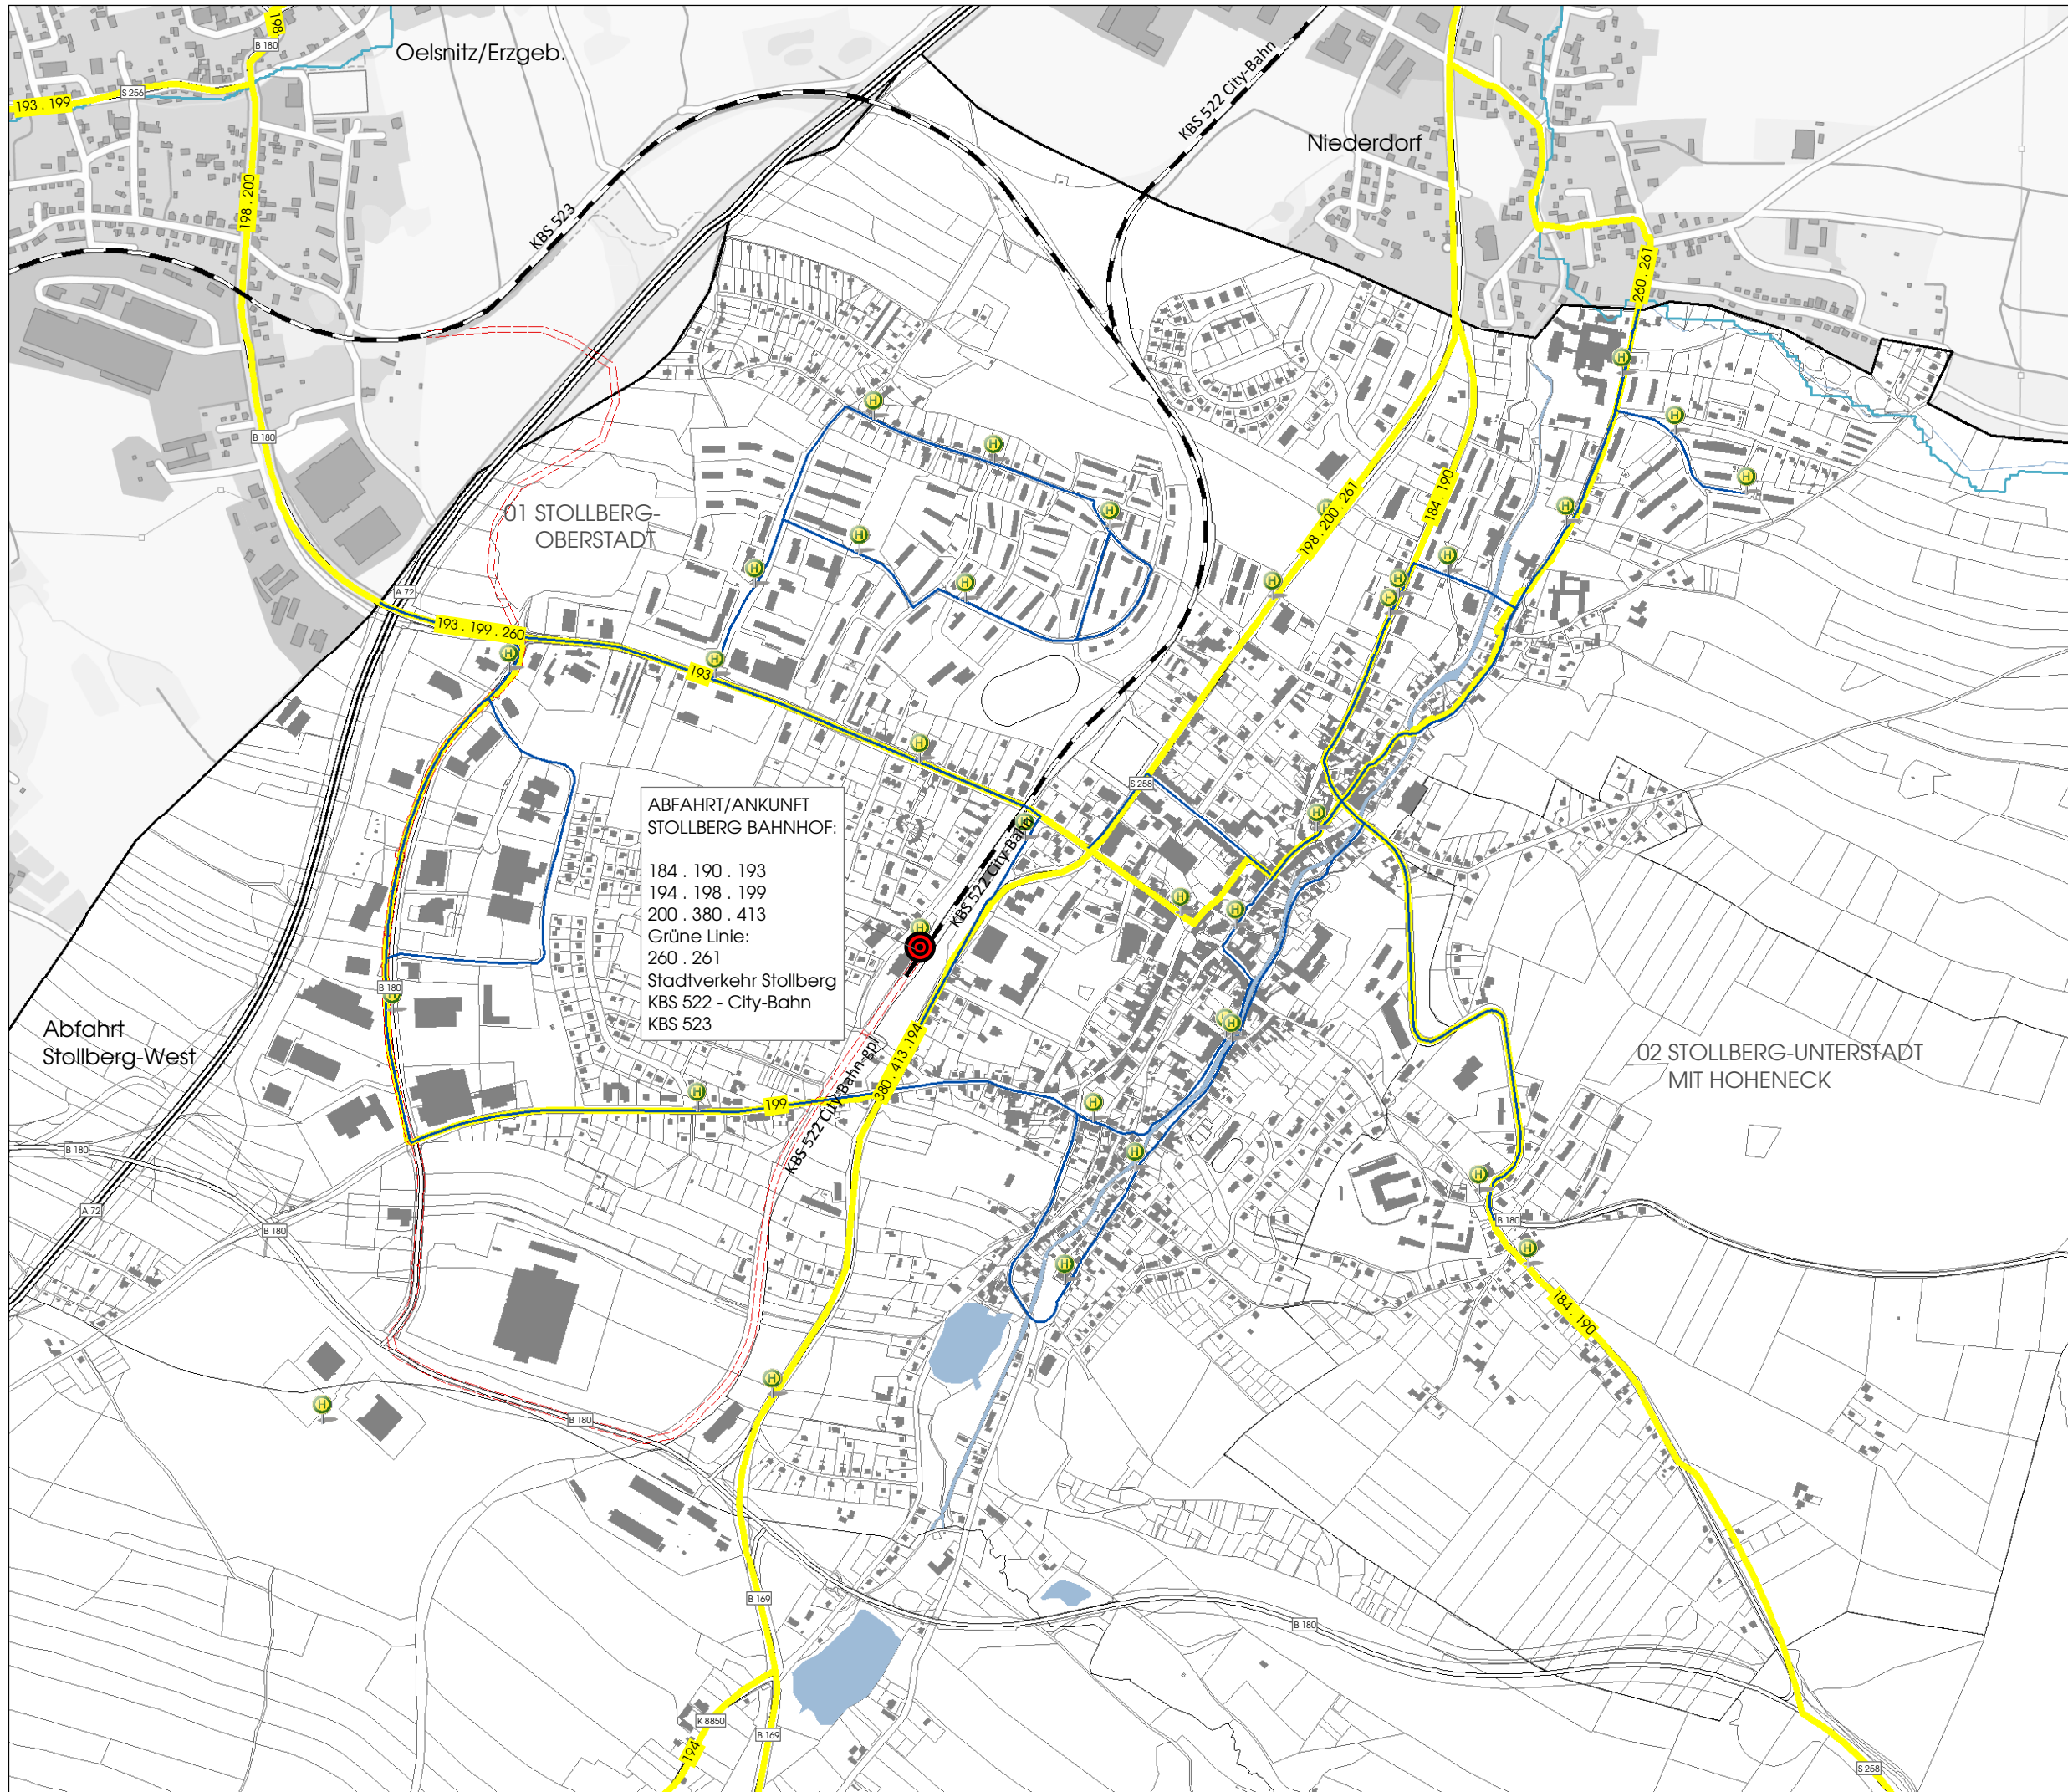 198
B 180
Oelsnitz/Erzgeb.
KBS 522 City-Bahn
S 256
193 . 199
Niederdorf
198 . 200
KBS 523
260 . 261
B 180
H
H
H
H
H
184 . 190
198 . 200 . 261
H
H
H
H
01 STOLLBERG-
OBERSTADT
H
H
H
H
H
H
H
A 72
193 . 199 . 260
H
H
193
H
S 258
ABFAHRT/ANKUNFT
STOLLBERG BAHNHOF:
184 . 190 . 193
194 . 198 . 199
200 . 380 . 413
Grüne Linie:
260 . 261
Stadtverkehr Stollberg
KBS 522 - City-Bahn
KBS 523
H
H
KBS 522 City-Bahn
H
H
H
B 180
H
H
Abfahrt
Stollberg-West
380 . 413 . 194
02 STOLLBERG-UNTERSTADT
MIT HOHENECK
KBS 522 City-Bahn-gpl
H
199
H
B 180
H
H
A 72
B 180
B 180
H
H
184 . 190
H
H
B 180
B 169
B 180
K 8850
B 169
194
S 258